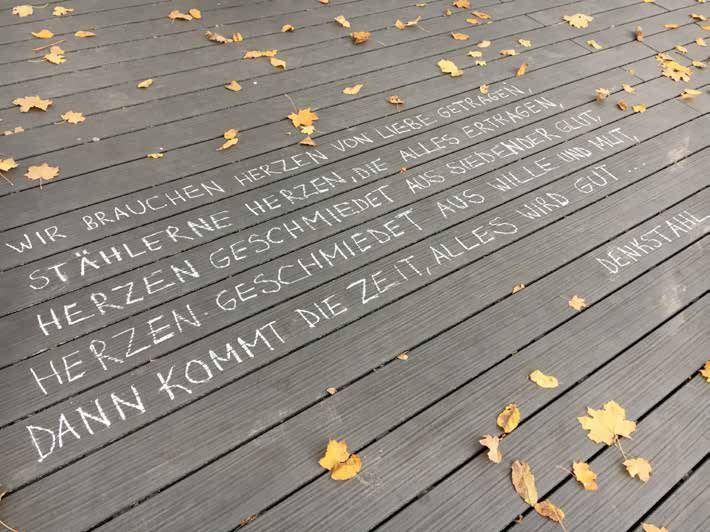 WIR BRAUCHEN HERZEN VON LIEBE GETRAGEN,
STÄHLERNE HERZEN, DIE ALLES ERTRAGEN,
HERZEN GESCHMIEDET AUS SIEDENDER GLUT,
HERZEN GESCHMIEDET AUS WILLE UND MUT,
DANN KOMMT DIE ZEIT, ALLES WIRD GUT ...
DENKSTAHL